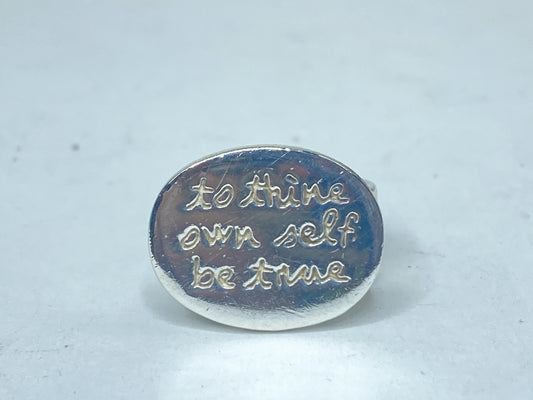 to thine
own self
be true